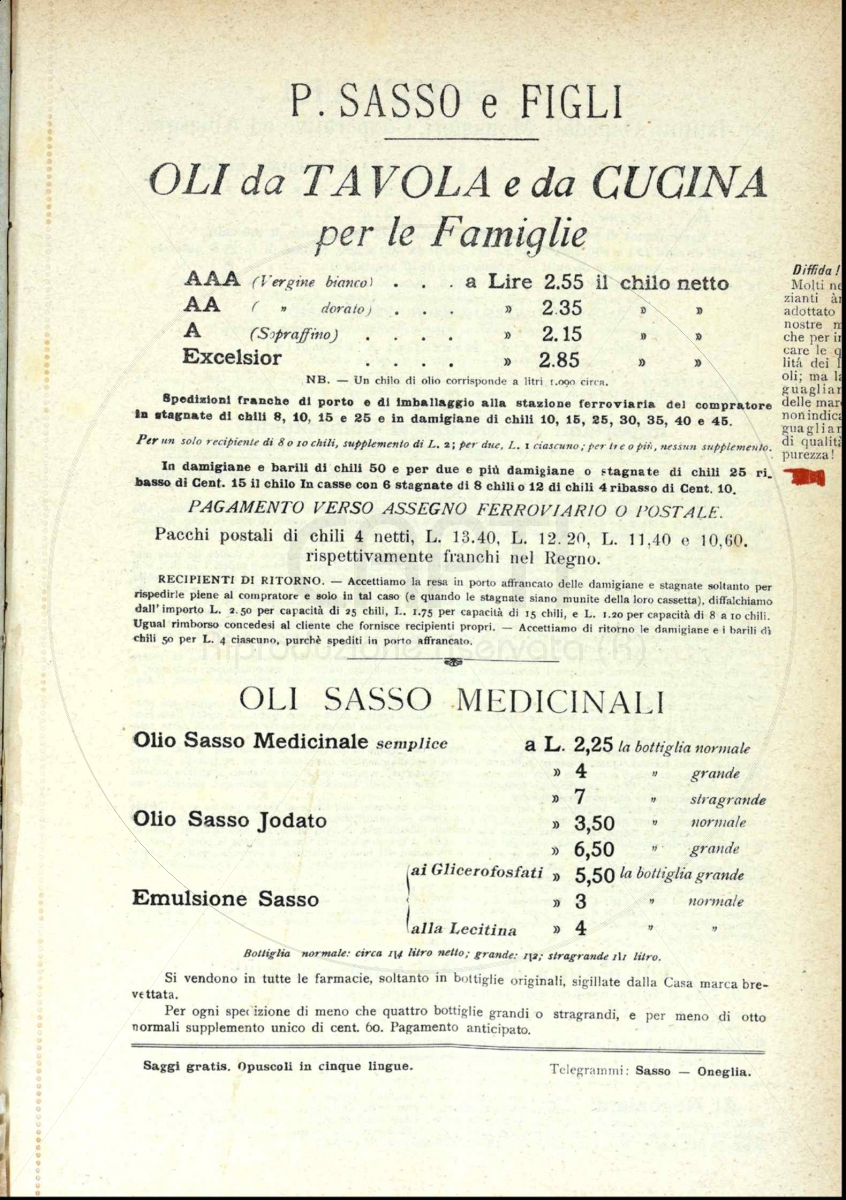 P. SASSO e FIGLI
OLI da TAVOLA e da CUCINA
per le Famiglie
AAA (Vergine bianco) . . . a Lire 2.55 il chilo netto
AA ( " dorato) . . . » 2.35 » »
A (Sopraffino) . . . . » 2.15 » »
Excelsior . . . . » 2.85 » »
NB. — Un chilo di olio corrisponde a litri 1.090 circa.
Spedizioni franche di porto e di imballaggio alla stazione ferroviaria del compratore
in stagnate di chili 8, 10, 15 e 25 e in damigiane di chili 10, 15, 25, 30, 35, 40 e 45.
Per un solo recipiente di 8 o 10 chili, supplemento di L. 2; per due, L. 1 ciascuno; per tre o più, nessun supplemento.
In damigiane e barili di chili 50 e per due e più damigiane o stagnate di chili 25 ri-
basso di Cent. 15 il chilo In casse con 6 stagnate di 8 chili o 12 di chili 4 ribasso di Cent. 10.
PAGAMENTO VERSO ASSEGNO FERROVIARIO O POSTALE.
Pacchi postali di chili 4 netti, L. 13.40, L. 12.20, L. 11,40 e 10,60.
rispettivamente franchi nel Regno.
RECIPIENTI DI RITORNO. — Accettiamo la resa in porto affrancato delle damigiane e stagnate soltanto per
rispedirle piene al compratore e solo in tal caso (e quando le stagnate siano munite della loro cassetta), diffalchiamo
dall'importo L. 2.50 per capacità di 25 chili, L. 1.75 per capacità di 15 chili, e L. 1.20 per capacità di 8 a 10 chili.
Ugual rimborso concedesi al cliente che fornisce recipienti propri. — Accettiamo di ritorno le damigiane e i barili di
chili 50 per L. 4 ciascuno, purchè spediti in porto affrancato.
Diffida!
Molti ne
zianti àn
adottato
nostre m
che per in
care le q
lità dei l
oli; ma la
guaglian
delle mar
non indica
guaglian
di qualità
purezza!
riproduzione riservata (h)
OLI SASSO MEDICINALI
Olio Sasso Medicinale semplice a L. 2,25 la bottiglia normale
» 4 " grande
» 7 " stragrande
Olio Sasso Jodato » 3,50 " normale
» 6,50 " grande
Emulsione Sasso ai Glicerofosfati » 5,50 la bottiglia grande
» 3 " normale
alla Lecitina » 4 " "
Bottiglia normale: circa 1\4 litro netto; grande: 1\2; stragrande 1\1 litro.
Si vendono in tutte le farmacie, soltanto in bottiglie originali, sigillate dalla Casa marca bre-
vettata.
Per ogni spedizione di meno che quattro bottiglie grandi o stragrandi, e per meno di otto
normali supplemento unico di cent. 60. Pagamento anticipato.
Saggi gratis. Opuscoli in cinque lingue. Telegrammi: Sasso — Oneglia.